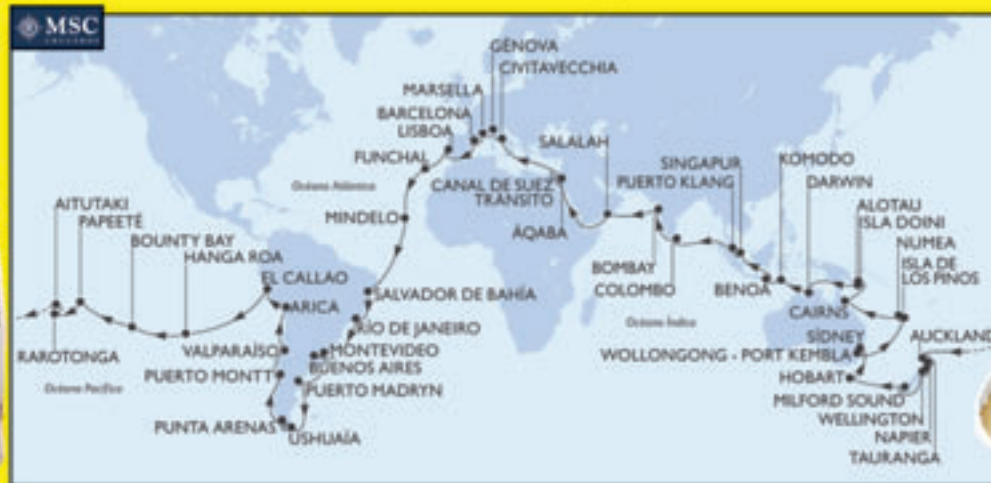 MSC
CRUCEROS
GÉNOVA
CIVITAVECCHIA
MARSELLA
BARCELONA
LISBOA
FUNCHAL
SALALAH
SINGAPUR
PUERTO KLANG
KOMODO
DARWIN
Océano Atlántico
CANAL DE SUEZ
TRÁNSITO
ALOTAU
ISLA DOINI
AITUTAKI
PAPEETE
MINDELO
NUMEA
BOUNTY BAY
ÁQABA
ISLA DE
LOS PINOS
HANGA ROA
EL CALLAO
BOMBAY
BENOA
COLOMBO
SALVADOR DE BAHÍA
ARICA
CAIRNS
Océano Índico
RÍO DE JANEIRO
SÍDNEY
AUCKLAND
RAROTONGA
VALPARAÍSO
MONTEVIDEO
BUENOS AIRES
WOLLONGONG - PORT KEMBLA
PUERTO MONTT
HOBART
Océano Pacífico
PUERTO MADRYN
MILFORD SOUND
WELLINGTON
PUNTA ARENAS
USHUAÏA
NAPIER
TAURANGA